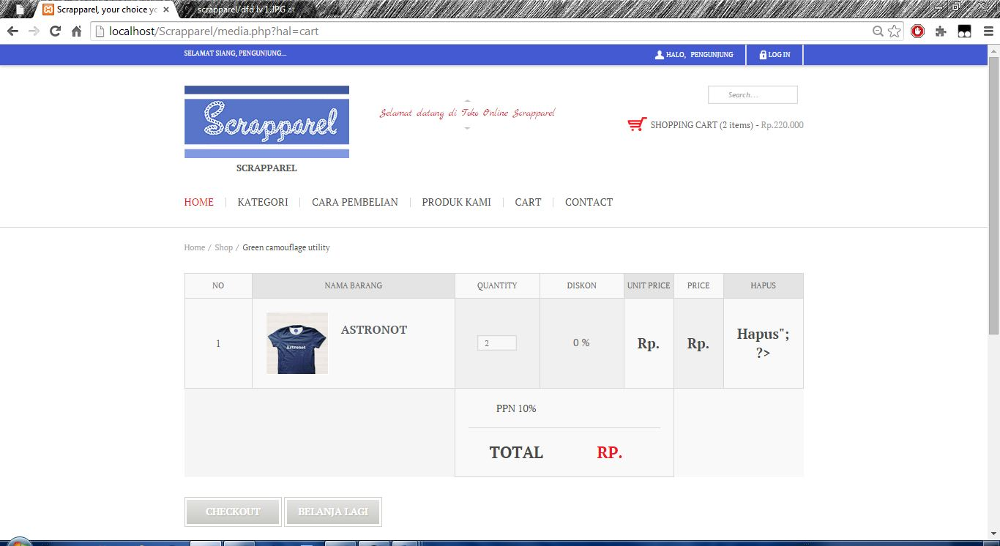 Scrapparel, your choice yo
scrapparel/dfd lv 1.JPG at
localhost/Scrapparel/media.php?hal=cart
SELAMAT SIANG, PENGUNJUNG...
HALO, PENGUNJUNG
LOG IN
Scrapparel
SCRAPPAREL
Selamat datang di Toko Online Scrapparel
Search...
SHOPPING CART (2 items) - Rp.220.000
HOME
KATEGORI
CARA PEMBELIAN
PRODUK KAMI
CART
CONTACT
Home / Shop / Green camouflage utility
NO
NAMA BARANG
QUANTITY
DISKON
UNIT PRICE
PRICE
HAPUS
1
Astronot
ASTRONOT
2
0 %
Rp.
Rp.
Hapus";
?>
PPN 10%
TOTAL
RP.
CHECKOUT
BELANJA LAGI